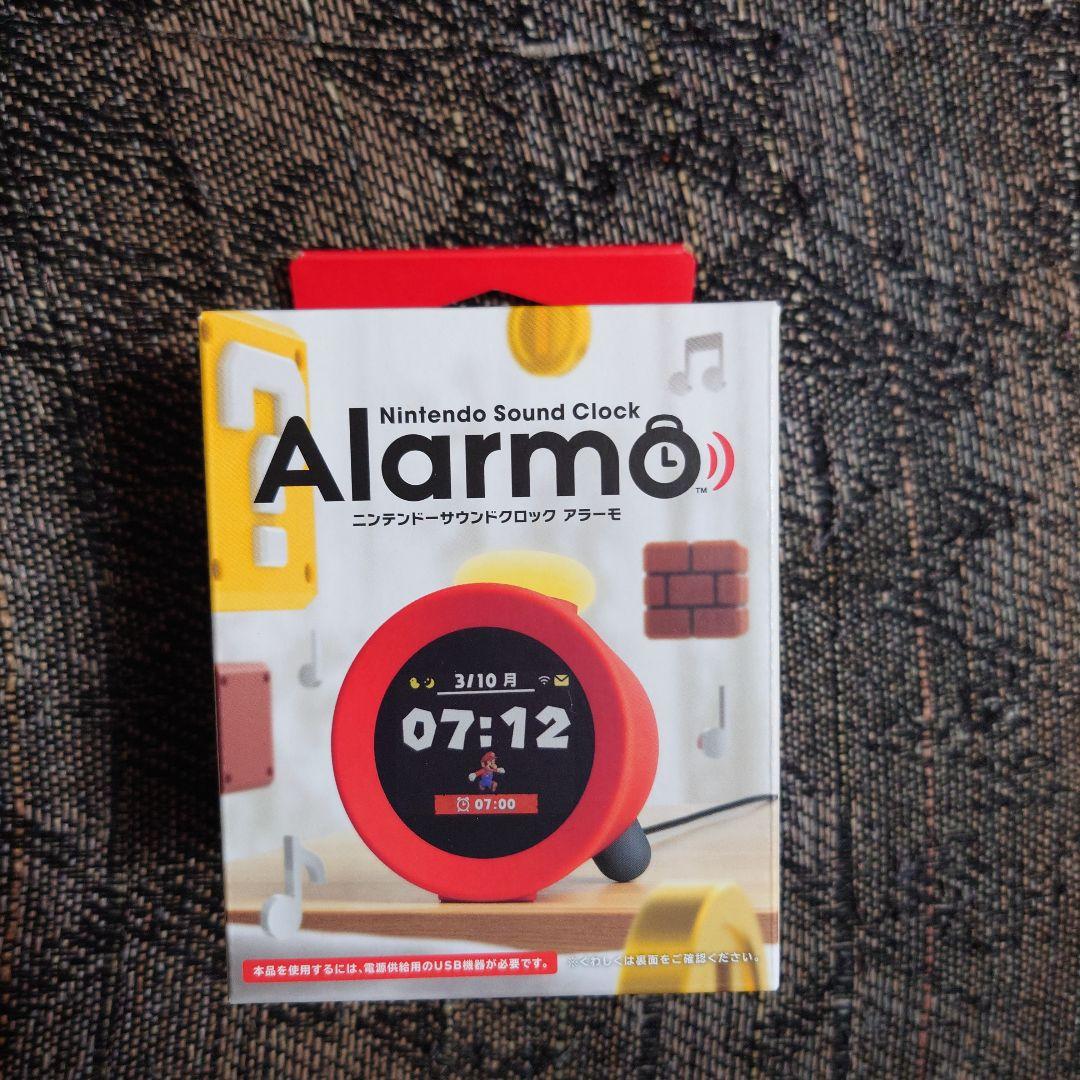 Nintendo Sound Clock
Alarmo™
ニンテンドーサウンドクロック アラーモ
3/10 月
07:12
07:00
本品を使用するには、電源供給用のUSB機器が必要です。
※くわしくは裏面をご確認ください。